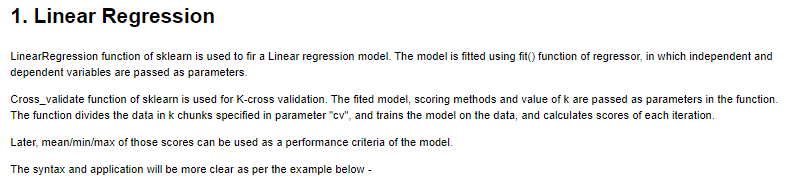 1. Linear Regression
LinearRegression function of sklearn is used to fir a Linear regression model. The model is fitted using fit() function of regressor, in which independent and
dependent variables are passed as parameters.
Cross_validate function of sklearn is used for K-cross validation. The fited model, scoring methods and value of k are passed as parameters in the function.
The function divides the data in k chunks specified in parameter "cv", and trains the model on the data, and calculates scores of each iteration.
Later, mean/min/max of those scores can be used as a performance criteria of the model.
The syntax and application will be more clear as per the example below -